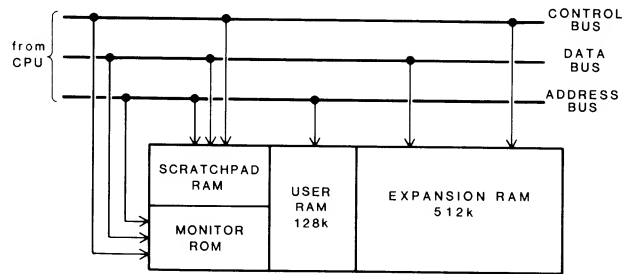 CONTROL
BUS
from
CPU
DATA
BUS
ADDRESS
BUS
SCRATCHPAD
RAM
USER
RAM
128k
EXPANSION RAM
512k
MONITOR
ROM